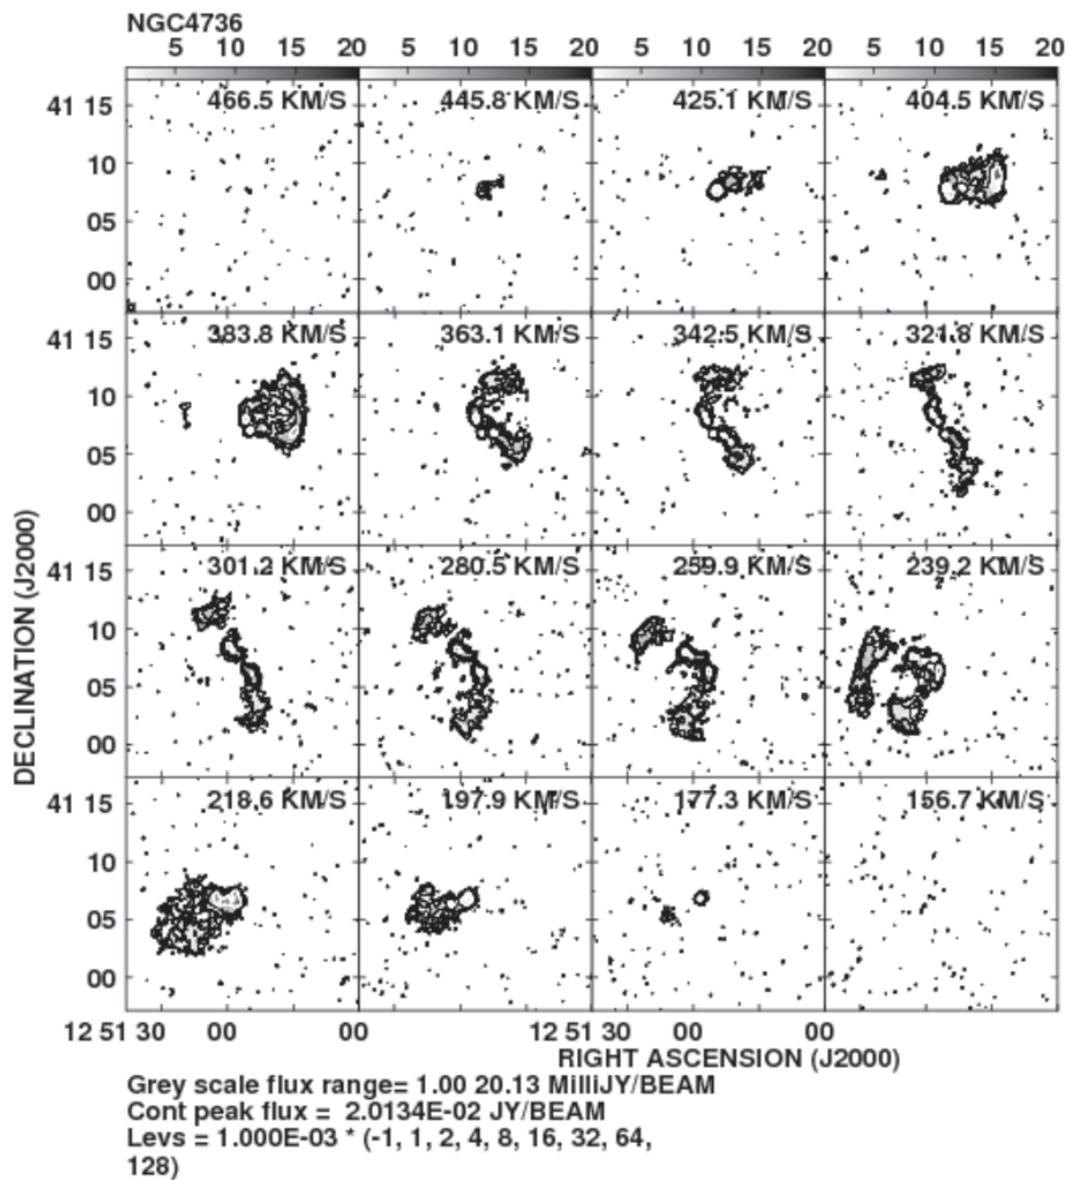 NGC4736
5 10 15 20 5 10 15 20 5 10 15 20 5 10 15 20
466.5 KM/S 445.8 KM/S 425.1 KM/S 404.5 KM/S
41 15
10
05
00
383.8 KM/S 363.1 KM/S 342.5 KM/S 321.8 KM/S
41 15
10
05
00
301.2 KM/S 280.5 KM/S 259.9 KM/S 239.2 KM/S
41 15
10
05
00
218.6 KM/S 197.9 KM/S 177.3 KM/S 156.7 KM/S
41 15
10
05
00
DECLINATION (J2000)
12 51 30 00 00 12 51 30 00 00
RIGHT ASCENSION (J2000)
Grey scale flux range= 1.00 20.13 MilliJY/BEAM
Cont peak flux = 2.0134E-02 JY/BEAM
Levs = 1.000E-03 * (-1, 1, 2, 4, 8, 16, 32, 64,
128)